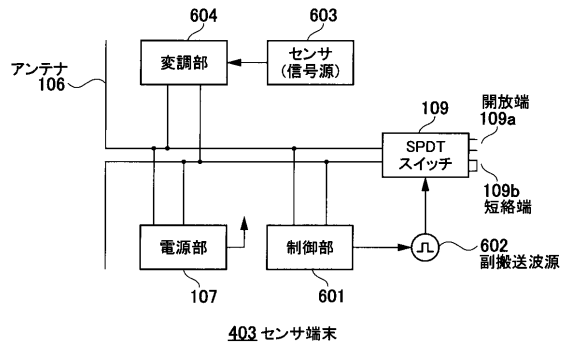 604
603
変調部
センサ
(信号源)
アンテナ
106
109
開放端
109a
SPDT
スイッチ
109b
短絡端
電源部
制御部
602
副搬送波源
107
601
403 センサ端末